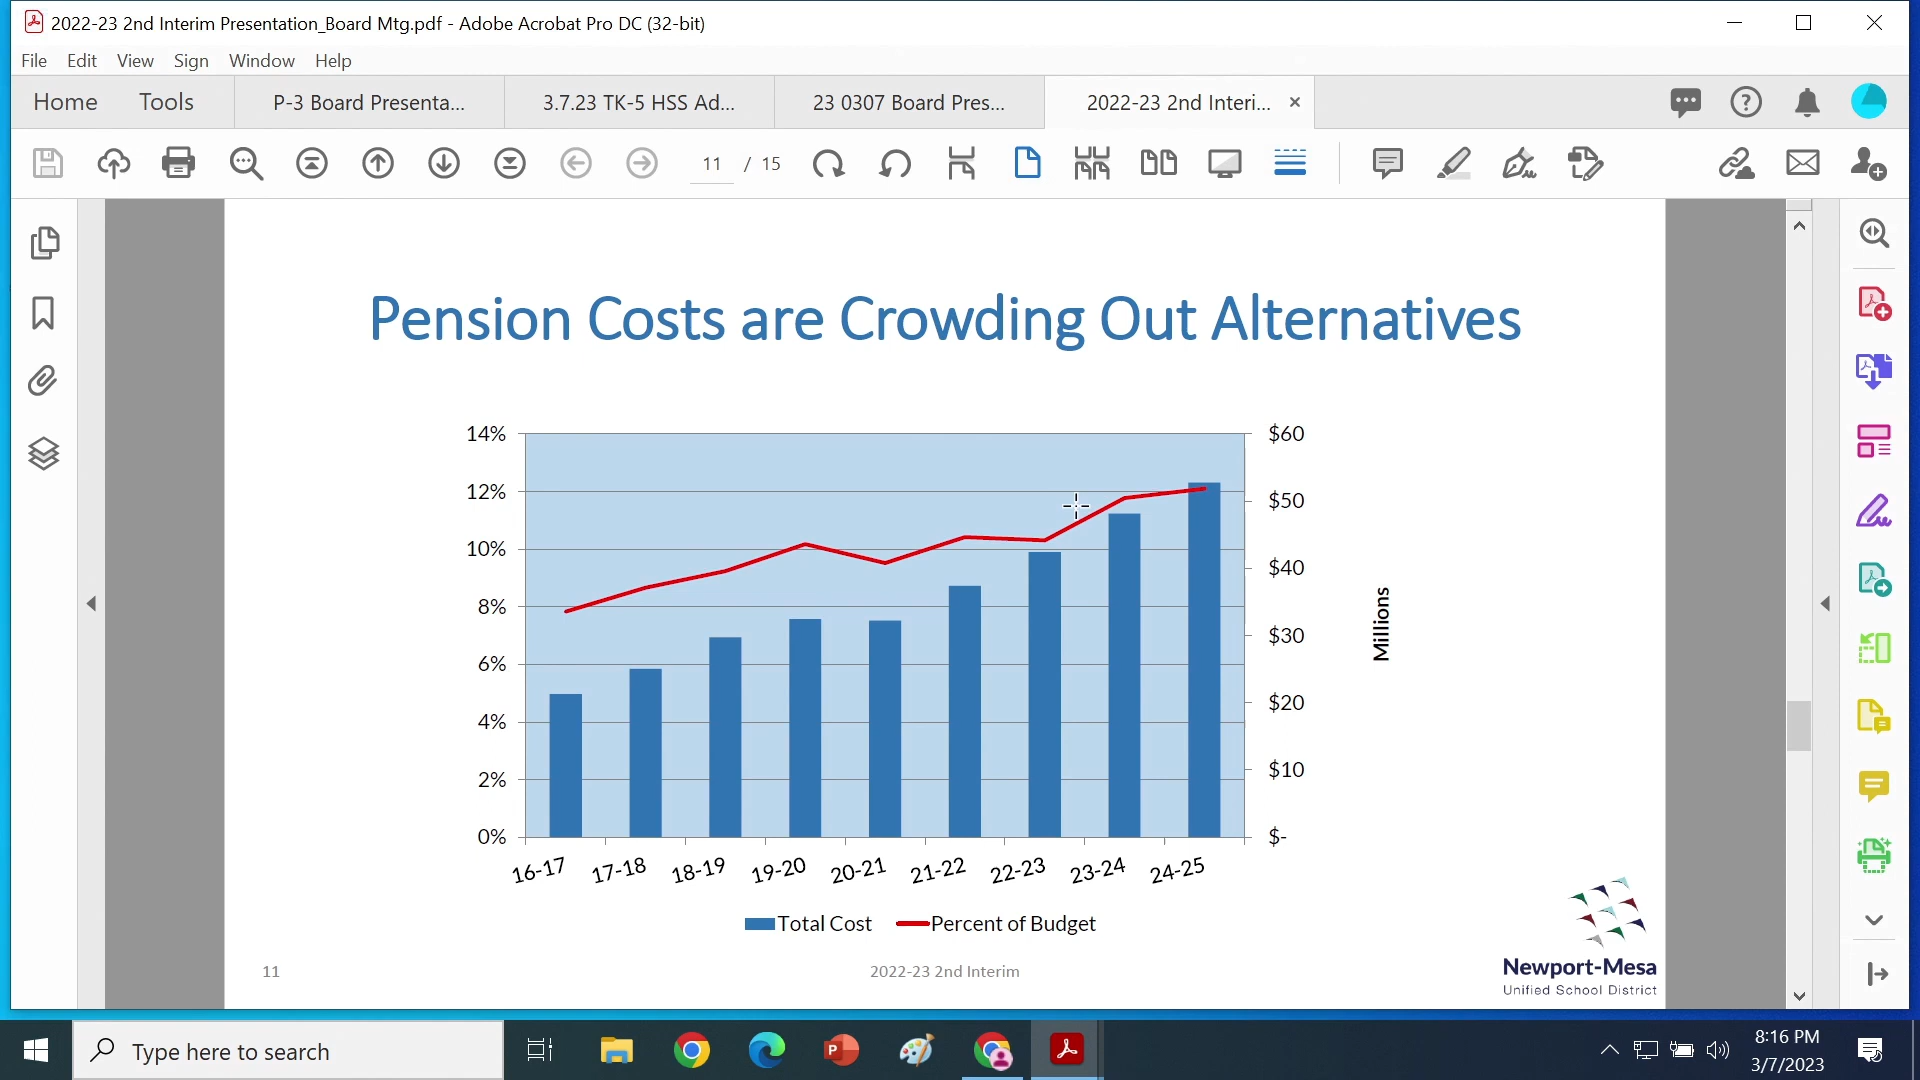 2022-23 2nd Interim Presentation_Board Mtg.pdf - Adobe Acrobat Pro DC (32-bit)
File Edit View Sign Window Help
Home Tools P-3 Board Presenta... 3.7.23 TK-5 HSS Ad... 23 0307 Board Pres... 2022-23 2nd Interi... ×
11 / 15
Pension Costs are Crowding Out Alternatives
14% $60
12% $50
10% $40
8%
6% $30
4% $20
2% $10
0% $-
Millions
16-17 17-18 18-19 19-20 20-21 21-22 22-23 23-24 24-25
Total Cost Percent of Budget
11 2022-23 2nd Interim
Newport-Mesa
Unified School District
Type here to search
8:16 PM
3/7/2023